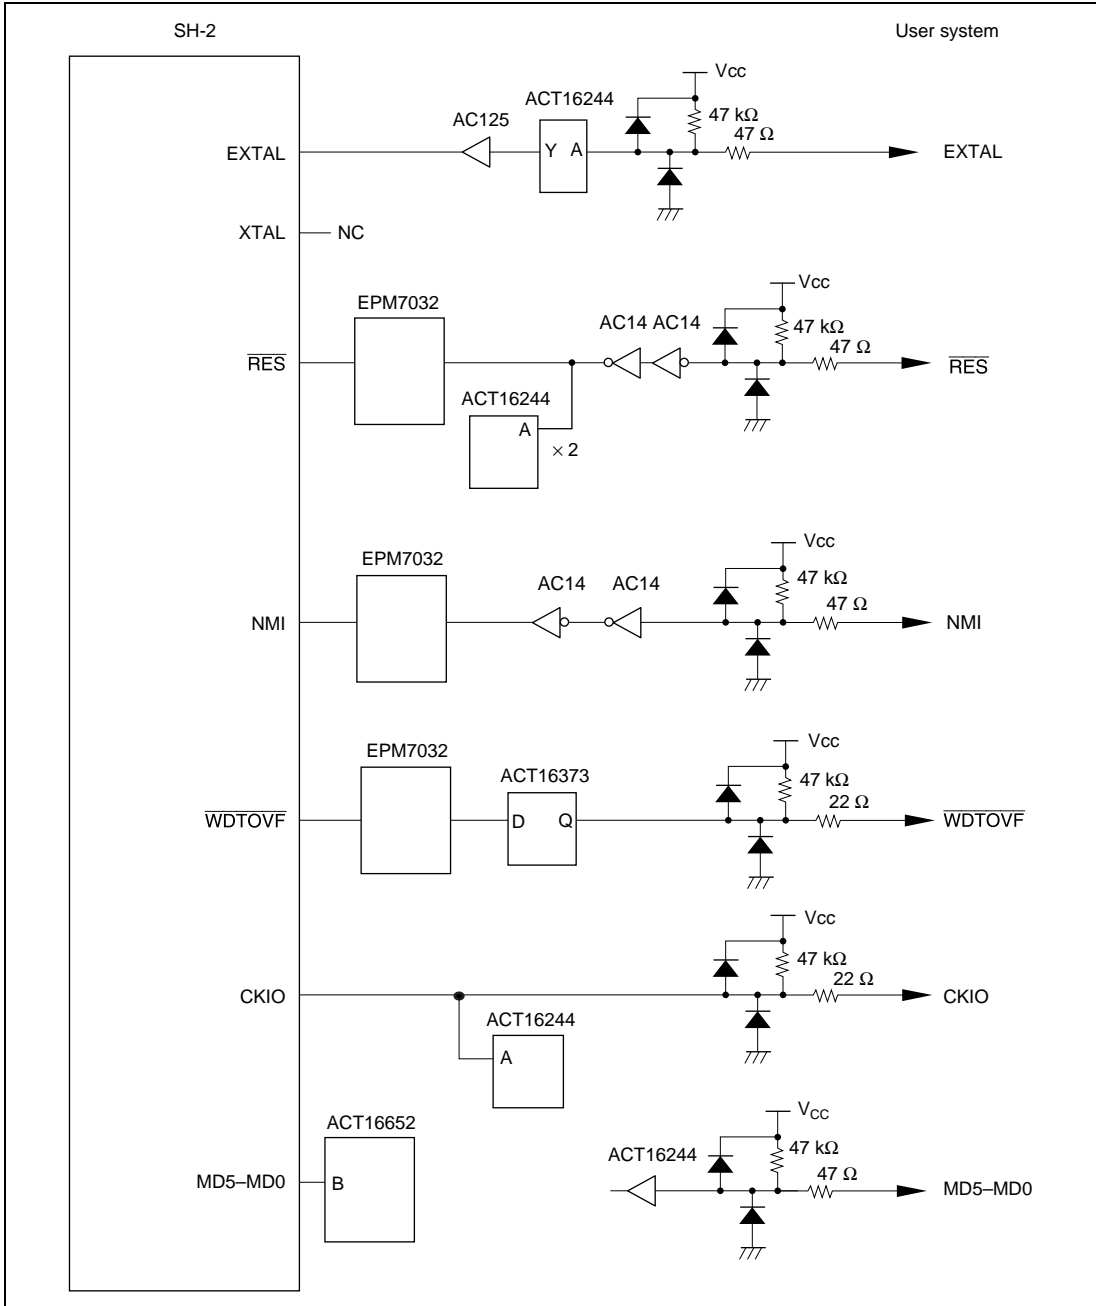 SH-2
User system
Vcc
ACT16244
AC125
47 kΩ
47 Ω
EXTAL
Y A
EXTAL
XTAL
NC
Vcc
EPM7032
AC14 AC14
47 kΩ
47 Ω
RES
RES
ACT16244
A
× 2
Vcc
EPM7032
AC14
AC14
47 kΩ
47 Ω
NMI
NMI
Vcc
EPM7032
ACT16373
47 kΩ
22 Ω
WDTOVF
D Q
WDTOVF
Vcc
47 kΩ
22 Ω
CKIO
CKIO
ACT16244
A
VCC
ACT16652
ACT16244
47 kΩ
47 Ω
MD5–MD0
B
MD5–MD0